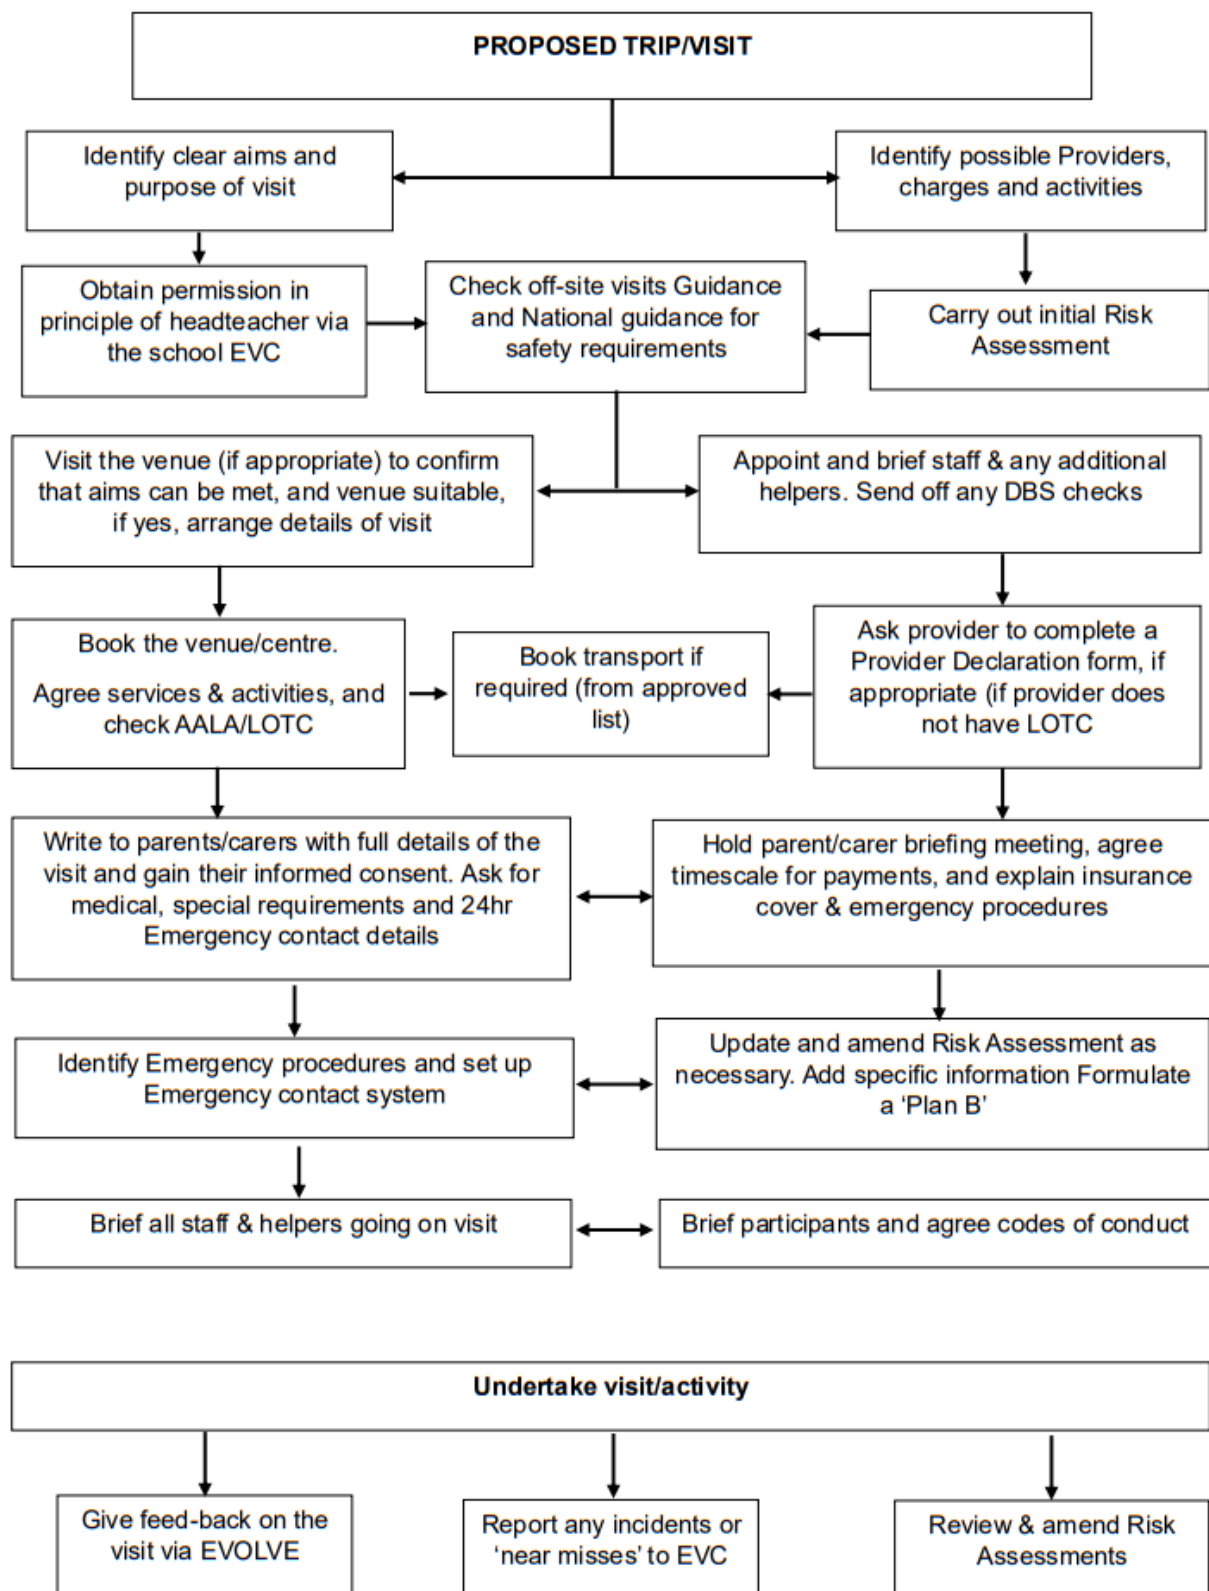 PROPOSED TRIP/VISIT
Identify clear aims and
purpose of visit
Identify possible Providers,
charges and activities
Obtain permission in
principle of headteacher via
the school EVC
Check off-site visits Guidance
and National guidance for
safety requirements
Carry out initial Risk
Assessment
Visit the venue (if appropriate) to confirm
that aims can be met, and venue suitable,
if yes, arrange details of visit
Appoint and brief staff & any additional
helpers. Send off any DBS checks
Book the venue/centre.
Agree services & activities, and
check AALA/LOTC
Book transport if
required (from approved
list)
Ask provider to complete a
Provider Declaration form, if
appropriate (if provider does
not have LOTC
Write to parents/carers with full details of the
visit and gain their informed consent. Ask for
medical, special requirements and 24hr
Emergency contact details
Hold parent/carer briefing meeting, agree
timescale for payments, and explain insurance
cover & emergency procedures
Identify Emergency procedures and set up
Emergency contact system
Update and amend Risk Assessment as
necessary. Add specific information Formulate
a ‘Plan B’
Brief all staff & helpers going on visit
Brief participants and agree codes of conduct
Undertake visit/activity
Give feed-back on the
visit via EVOLVE
Report any incidents or
‘near misses’ to EVC
Review & amend Risk
Assessments